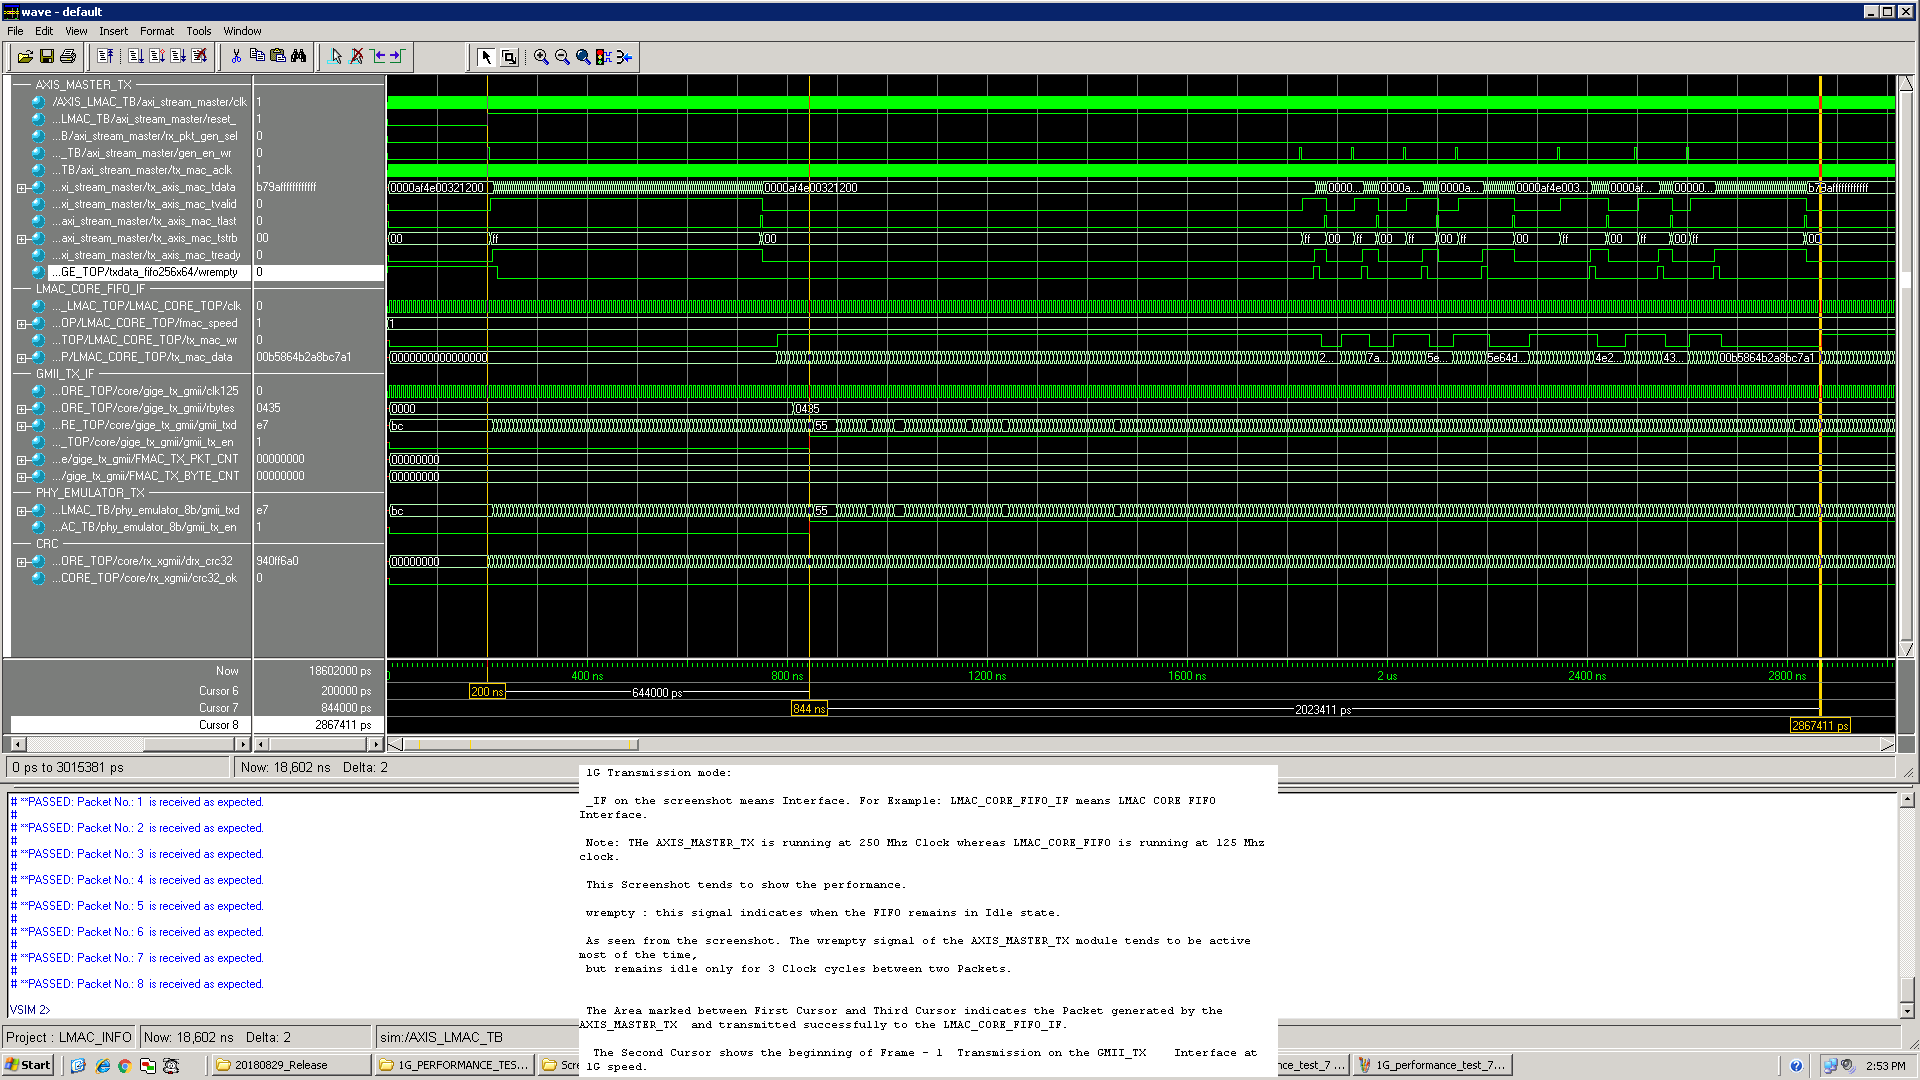 wave - default
File Edit View Insert Format Tools Window
AXIS_MASTER_TX
/AXIS_LMAC_TB/axi_stream_master/clk 1
...LMAC_TB/axi_stream_master/reset_ 1
...B/axi_stream_master/rx_pkt_gen_sel 0
..._TB/axi_stream_master/gen_en_wr 0
...TB/axi_stream_master/tx_mac_aclk 1
...xi_stream_master/tx_axis_mac_tdata b79affffffffffff 0000af4e00321200 0000af4e00321200 0000... 0000a... 0000a... 0000af4e003... 0000af... 00000... b79affffffffffff
...xi_stream_master/tx_axis_mac_tvalid 0
...axi_stream_master/tx_axis_mac_tlast 0
...axi_stream_master/tx_axis_mac_tstrb 00 00 ff 00 ff 00 ff 00 ff 00 ff 00 ff 00 ff 00 ff 00
...xi_stream_master/tx_axis_mac_tready 0
...GE_TOP/txdata_fifo256x64/wrempty 0
LMAC_CORE_FIFO_IF
..._LMAC_TOP/LMAC_CORE_TOP/clk 0
...OP/LMAC_CORE_TOP/fmac_speed 1 1
...TOP/LMAC_CORE_TOP/tx_mac_wr 0
...P/LMAC_CORE_TOP/tx_mac_data 00b5864b2a8bc7a1 0000000000000000 2... 7a... 5e... 5e64d... 4e2... 43... 00b5864b2a8bc7a1
GMII_TX_IF
...ORE_TOP/core/gige_tx_gmii/clk125 0
...ORE_TOP/core/gige_tx_gmii/rbytes 0435 0000 0485
...RE_TOP/core/gige_tx_gmii/gmii_txd e7 bc 55
..._TOP/core/gige_tx_gmii/gmii_tx_en 1
...e/gige_tx_gmii/FMAC_TX_PKT_CNT 00000000 00000000
.../gige_tx_gmii/FMAC_TX_BYTE_CNT 00000000 00000000
PHY_EMULATOR_TX
...LMAC_TB/phy_emulator_8b/gmii_txd e7 bc 55
...AC_TB/phy_emulator_8b/gmii_tx_en 1
CRC
...ORE_TOP/core/rx_xgmii/drx_crc32 940ff6a0 00000000
...CORE_TOP/core/rx_xgmii/crc32_ok 0
Now 18602000 ps 400 ns 800 ns 1200 ns 1600 ns 2 us 2400 ns 2800 ns
Cursor 6 200000 ps 200 ns 644000 ps
Cursor 7 844000 ps 844 ns 2023411 ps
Cursor 8 2867411 ps 2867411 ps
0 ps to 3015381 ps Now: 18,602 ns Delta: 2
# **PASSED: Packet No.: 1 is received as expected.
#
# **PASSED: Packet No.: 2 is received as expected.
#
# **PASSED: Packet No.: 3 is received as expected.
#
# **PASSED: Packet No.: 4 is received as expected.
#
# **PASSED: Packet No.: 5 is received as expected.
#
# **PASSED: Packet No.: 6 is received as expected.
#
# **PASSED: Packet No.: 7 is received as expected.
#
# **PASSED: Packet No.: 8 is received as expected.
VSIM 2>
1G Transmission mode:
_IF on the screenshot means Interface. For Example: LMAC_CORE_FIFO_IF means LMAC CORE FIFO
Interface.
Note: THe AXIS_MASTER_TX is running at 250 Mhz Clock whereas LMAC_CORE_FIFO is running at 125 Mhz
clock.
This Screenshot tends to show the performance.
wrempty : this signal indicates when the FIFO remains in Idle state.
As seen from the screenshot. The wrempty signal of the AXIS_MASTER_TX module tends to be active
most of the time,
but remains idle only for 3 Clock cycles between two Packets.
The Area marked between First Cursor and Third Cursor indicates the Packet generated by the
AXIS_MASTER_TX and transmitted successfully to the LMAC_CORE_FIFO_IF.
The Second Cursor shows the beginning of Frame - 1 Transmission on the GMII_TX Interface at
1G speed.
Project : LMAC_INFO Now: 18,602 ns Delta: 2 sim:/AXIS_LMAC_TB
Start 20180829_Release 1G_PERFORMANCE_TES... Scre ce_test_7 ... 1G_performance_test_7... 2:53 PM